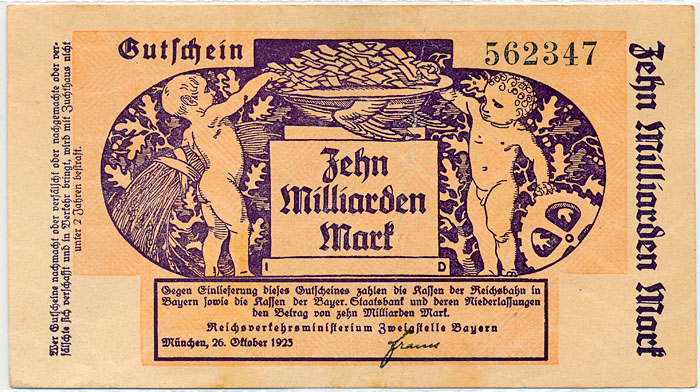 Gutschein
562347
Zehn
Milliarden
Mark
I D
Gegen Einlieferung dieses Gutscheines zahlen die Kassen der Reichsbahn in
Bayern sowie die Kassen der Bayer. Staatsbank und deren Niederlassungen
den Betrag von zehn Milliarden Mark.
Reichsverkehrsministerium Zweigstelle Bayern
München, 26. Oktober 1923
Wer Gutscheine nachmacht oder verfälscht oder nachgemachte oder ver-
fälschte sich verschafft und in Verkehr bringt, wird mit Zuchthaus nicht
unter 2 Jahren bestraft.
Zehn Milliarden Mark